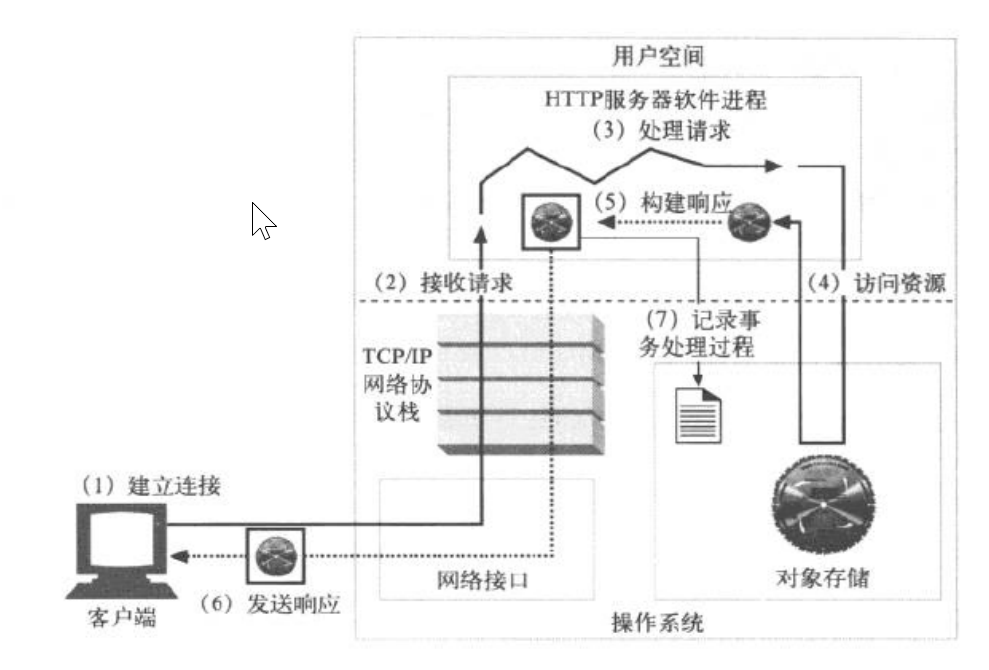 用户空间
HTTP服务器软件进程
（3）处理请求
（5）构建响应
（2）接收请求
（4）访问资源
（7）记录事
务处理过程
TCP/IP
网络协
议栈
（1）建立连接
网络接口
对象存储
（6）发送响应
客户端
操作系统